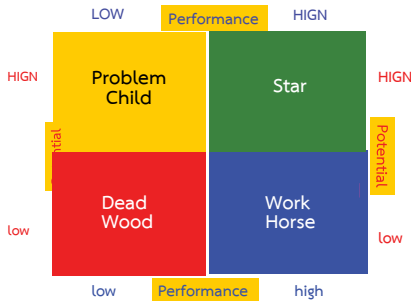 LOW Performance HIGN
HIGN Problem Child Star HIGN
Potential
low Dead Wood Work Horse low
low Performance high